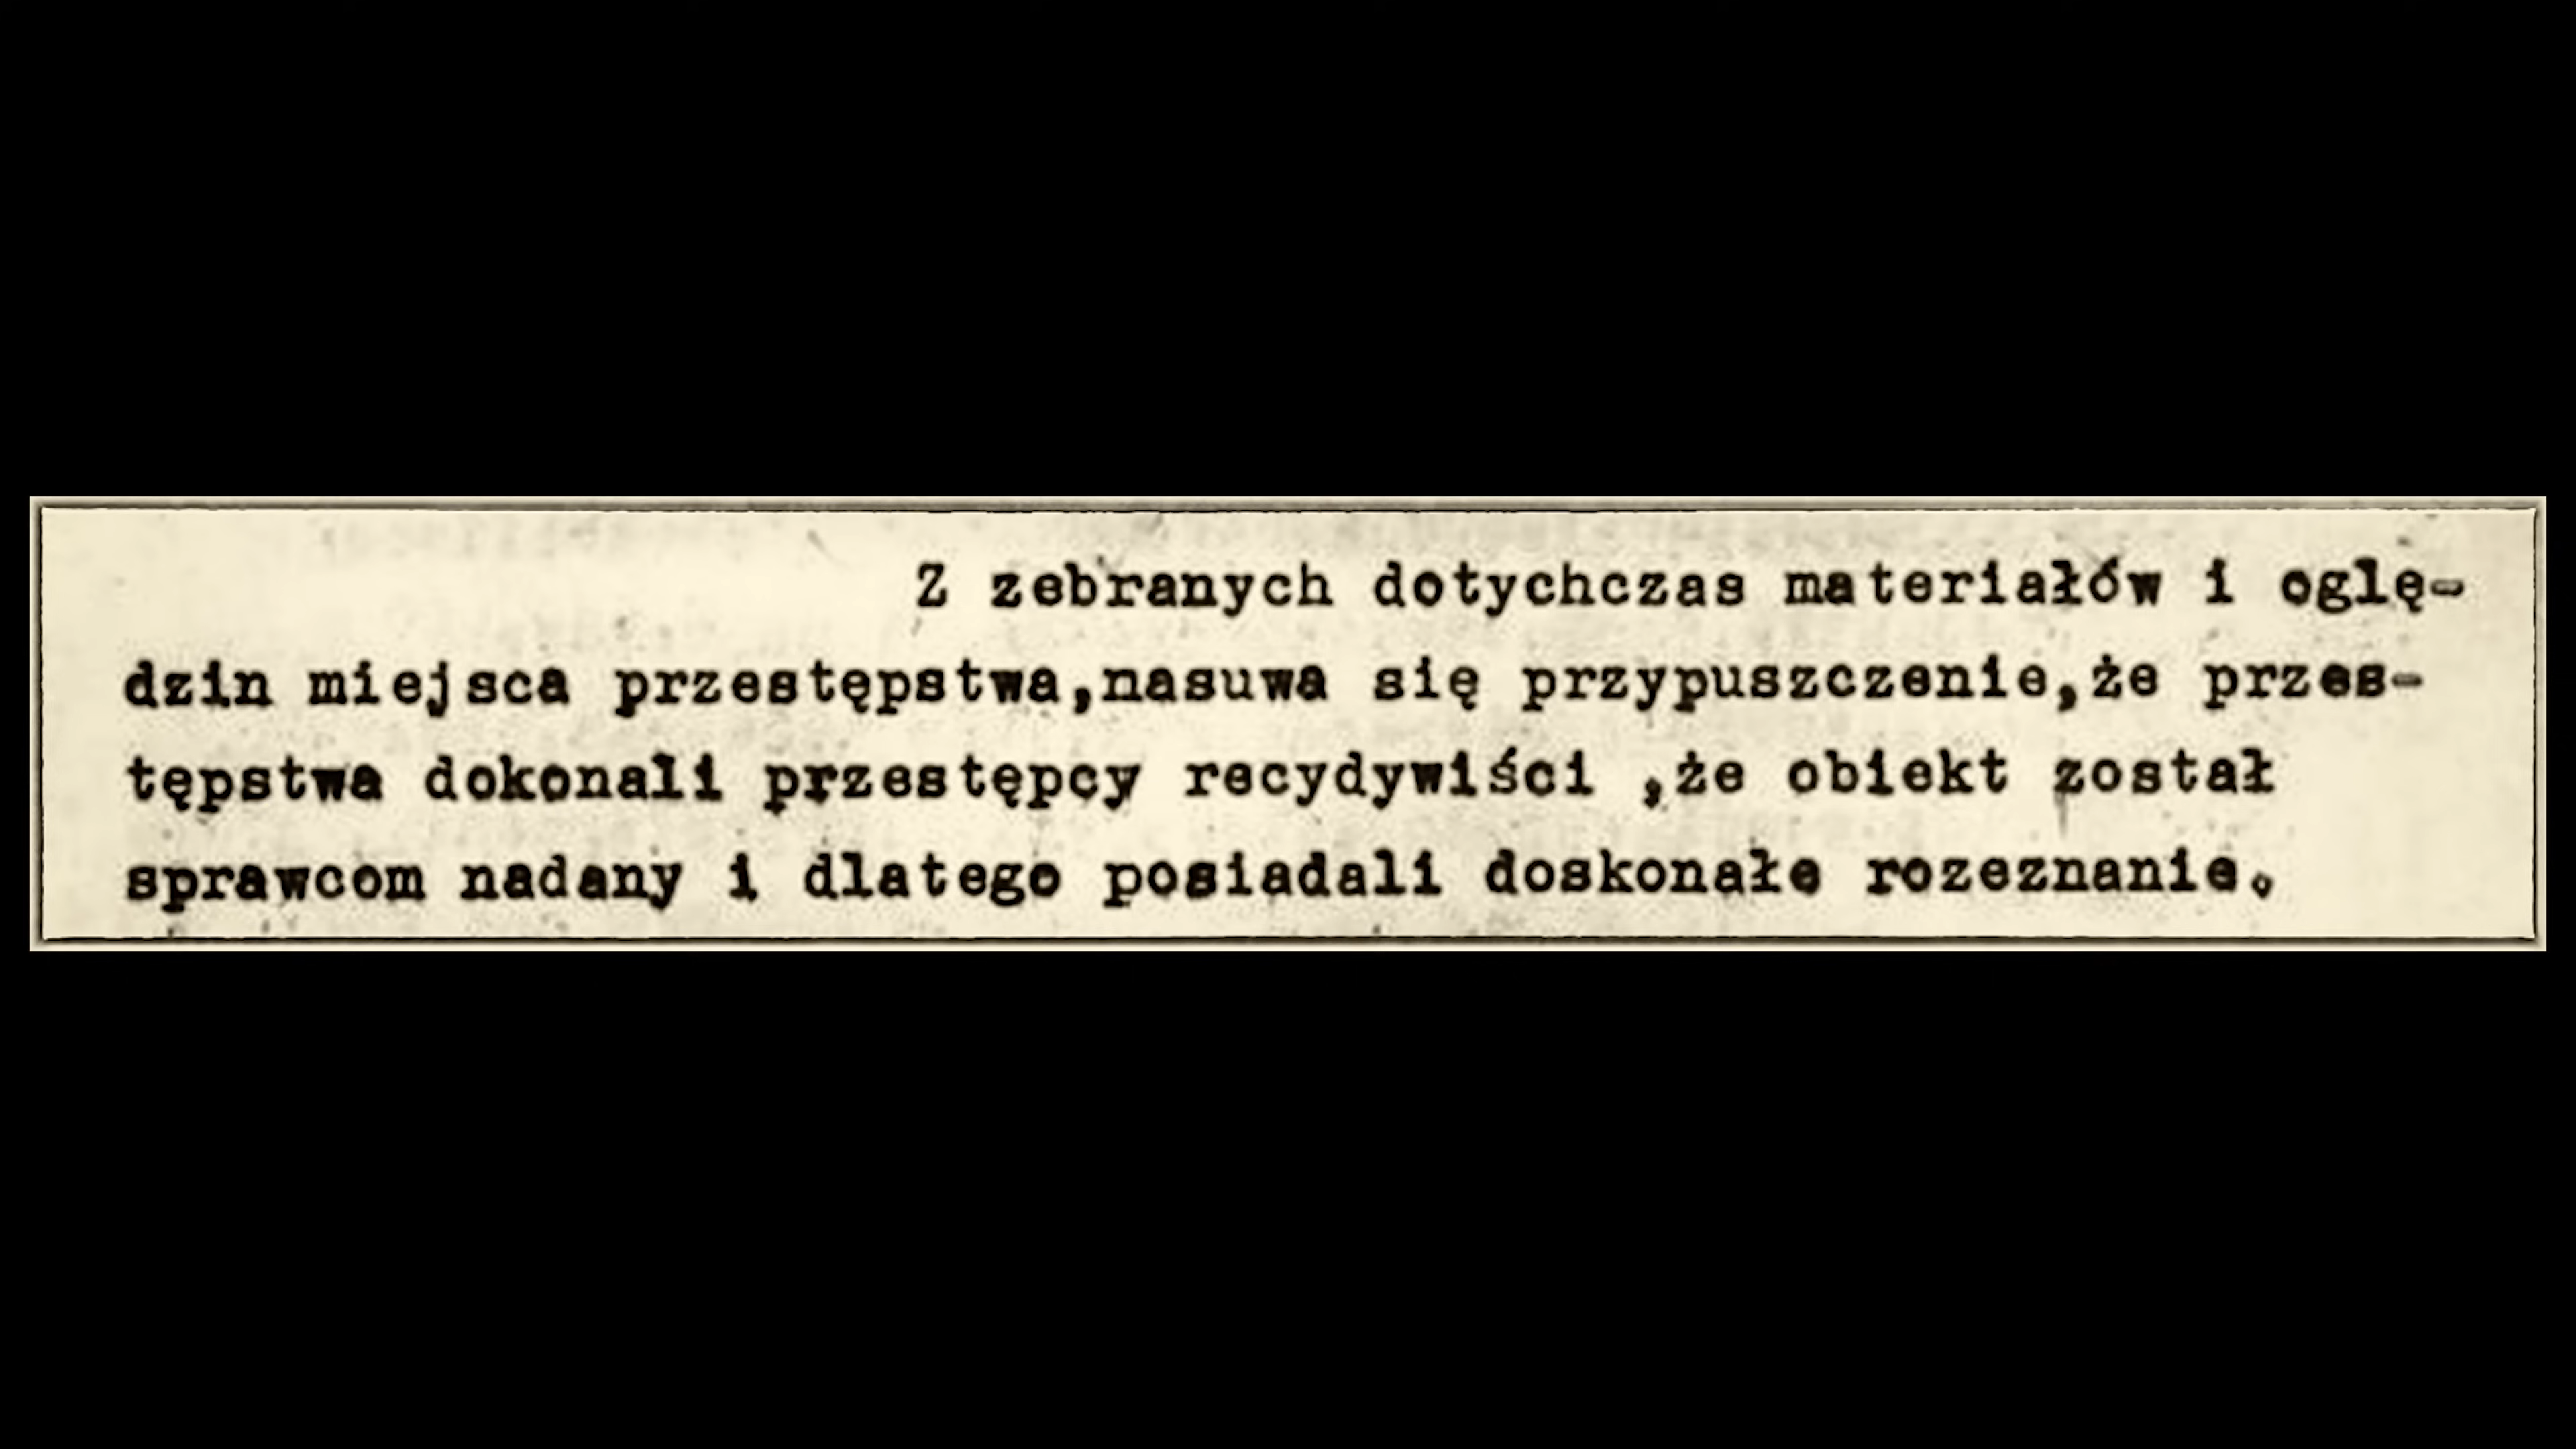 Z zebranych dotychczas materiałów i oglę-
dzin miejsca przestępstwa,nasuwa się przypuszczenie,że przes-
tępstwa dokonali przestępcy recydywiści ,że obiekt został
sprawcom nadany i dlatego posiadali doskonałe rozeznanie.